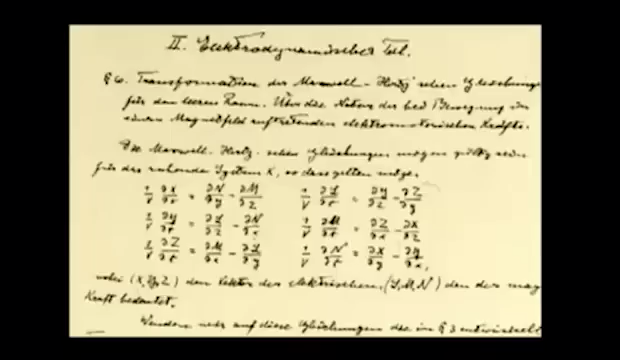 II. Elektrodynamischer Teil.
§ 6. Transformation der Maxwell-Hertz'schen Gleichunge
für den leeren Raum. Über die Natur der bei Bewegung in
einem Magnetfeld auftretenden elektromotorischen Kräfte.
Die Maxwell-Hertz'schen Gleichungen mögen gültig sein
für das ruhende System K, so dass gelten möge:
1/V ∂X/∂t = ∂N/∂y - ∂M/∂z 1/V ∂L/∂t = ∂Y/∂z - ∂Z/∂y
1/V ∂Y/∂t = ∂L/∂z - ∂N/∂x 1/V ∂M/∂t = ∂Z/∂x - ∂X/∂z
1/V ∂Z/∂t = ∂M/∂x - ∂L/∂y 1/V ∂N/∂t = ∂X/∂y - ∂Y/∂x,
wobei (X, Y, Z) den Vektor der elektrischen, (L, M, N) den der mag
Kraft bedeutet.
Wenden wir auf diese Gleichungen die in § 3 entwickelt